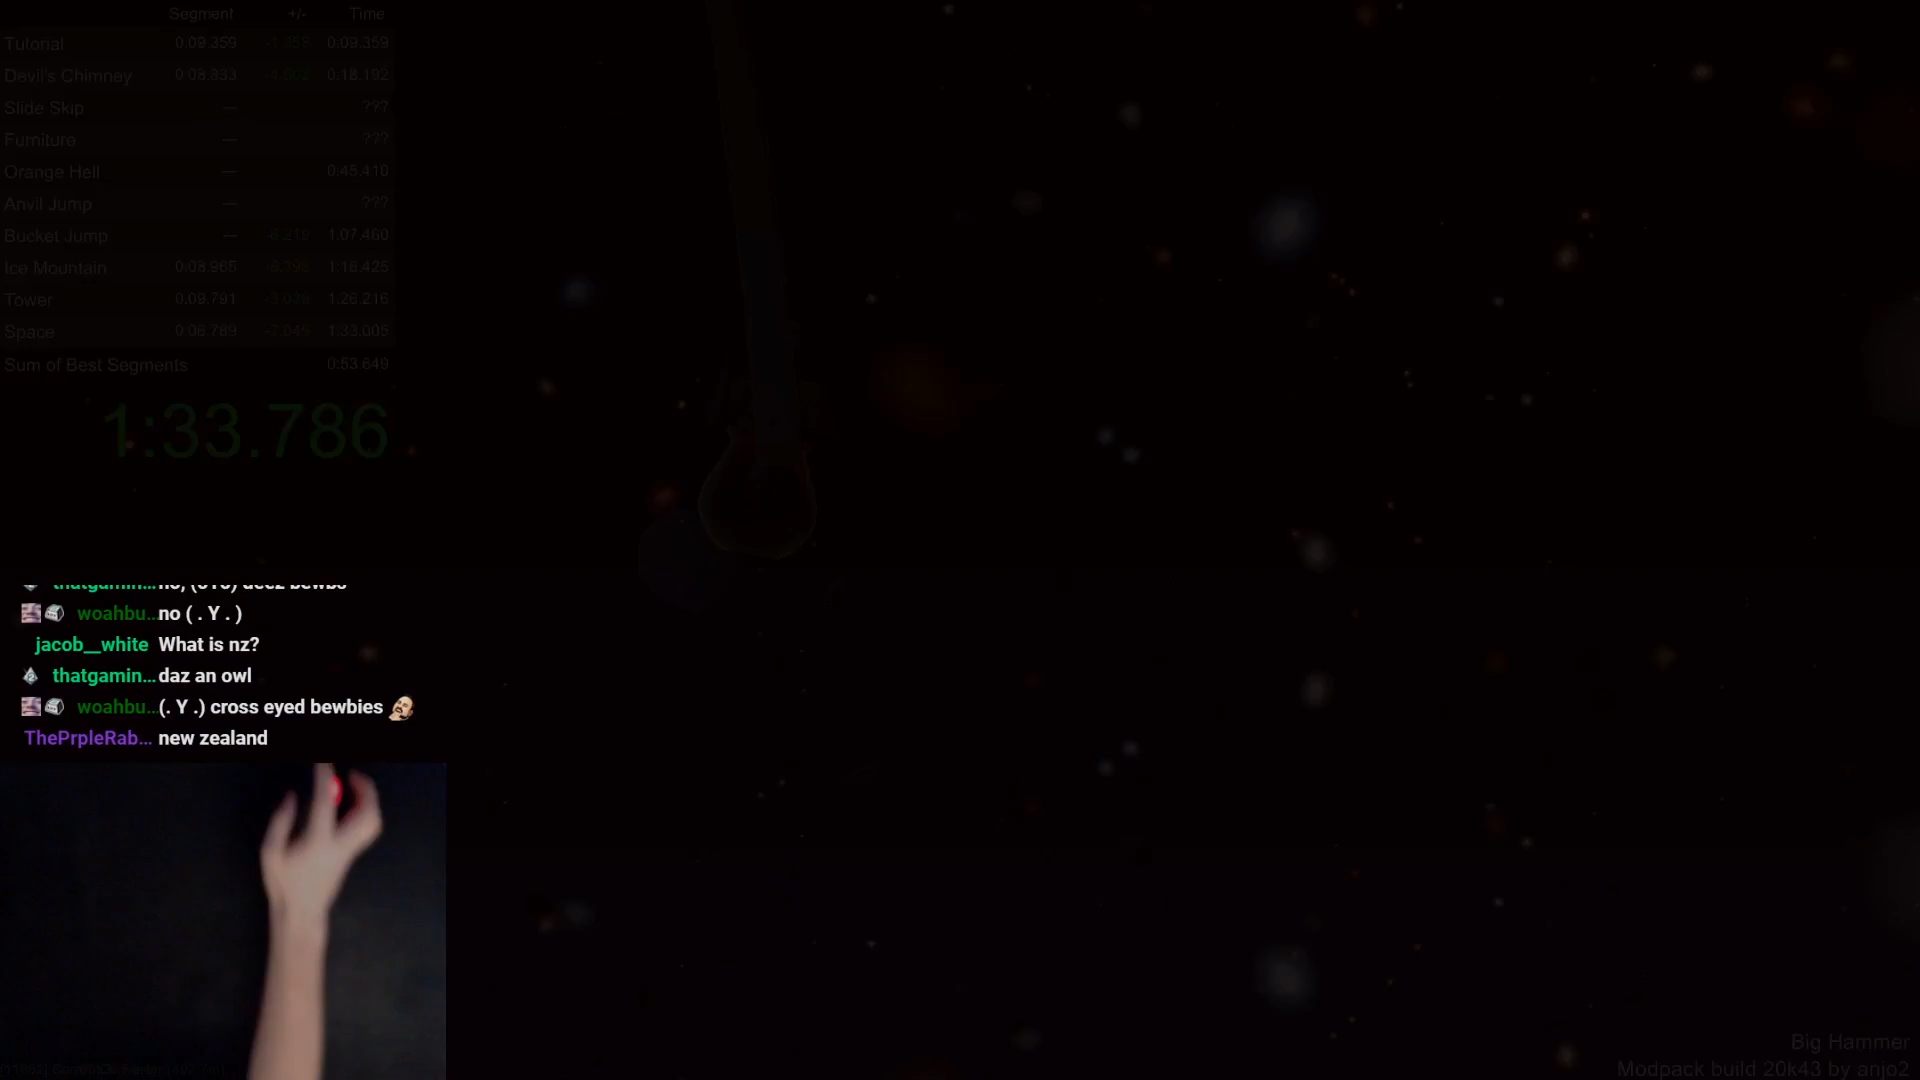 Segment +/- Time
Tutorial 0:09.359 0:09.359
Devil's Chimney 0:18.192
Slide Skip — ???
Furniture — ???
Orange Hell — 0:45.410
Anvil Jump — ???
Bucket Jump — 1:07.460
Ice Mountain 0:08.965 1:16.425
Tower 0:09.791 1:26.216
Space 0:06.789 1:33.005
Sum of Best Segments 0:53.649
1:33.786
thatgamin... no, deez bewbs
woahbu... no ( . Y . )
jacob__white What is nz?
thatgamin... daz an owl
woahbu... (. Y .) cross eyed bewbies
ThePrpleRab... new zealand
Big Hammer
Modpack build 20k43 by anjo2